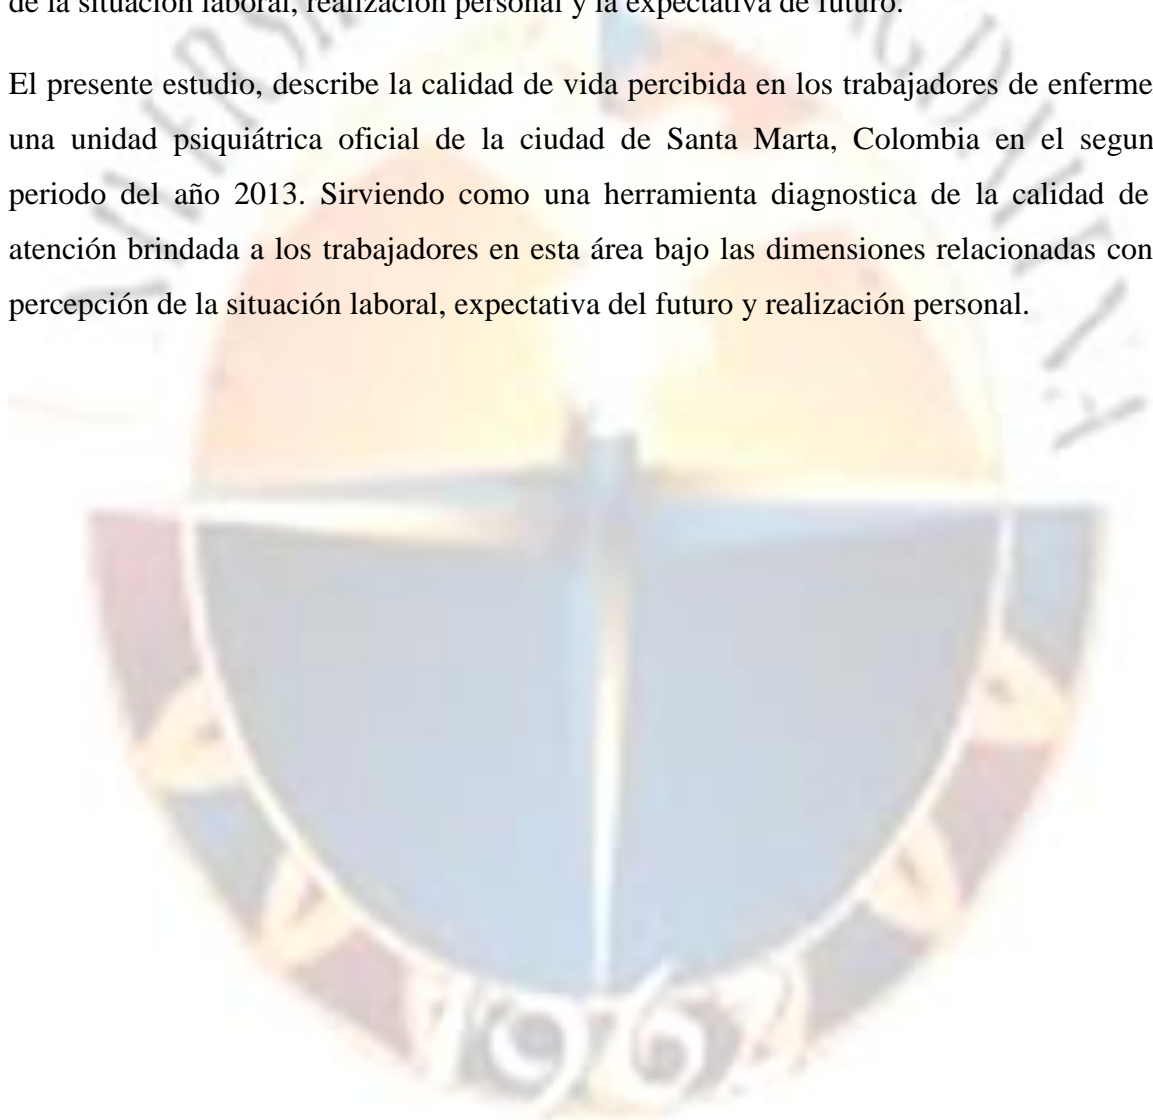 de la situación laboral, realización personal y la expectativa de futuro.
El presente estudio, describe la calidad de vida percibida en los trabajadores de enferme
una unidad psiquiátrica oficial de la ciudad de Santa Marta, Colombia en el segun
periodo del año 2013. Sirviendo como una herramienta diagnostica de la calidad de
atención brindada a los trabajadores en esta área bajo las dimensiones relacionadas con
percepción de la situación laboral, expectativa del futuro y realización personal.
1962